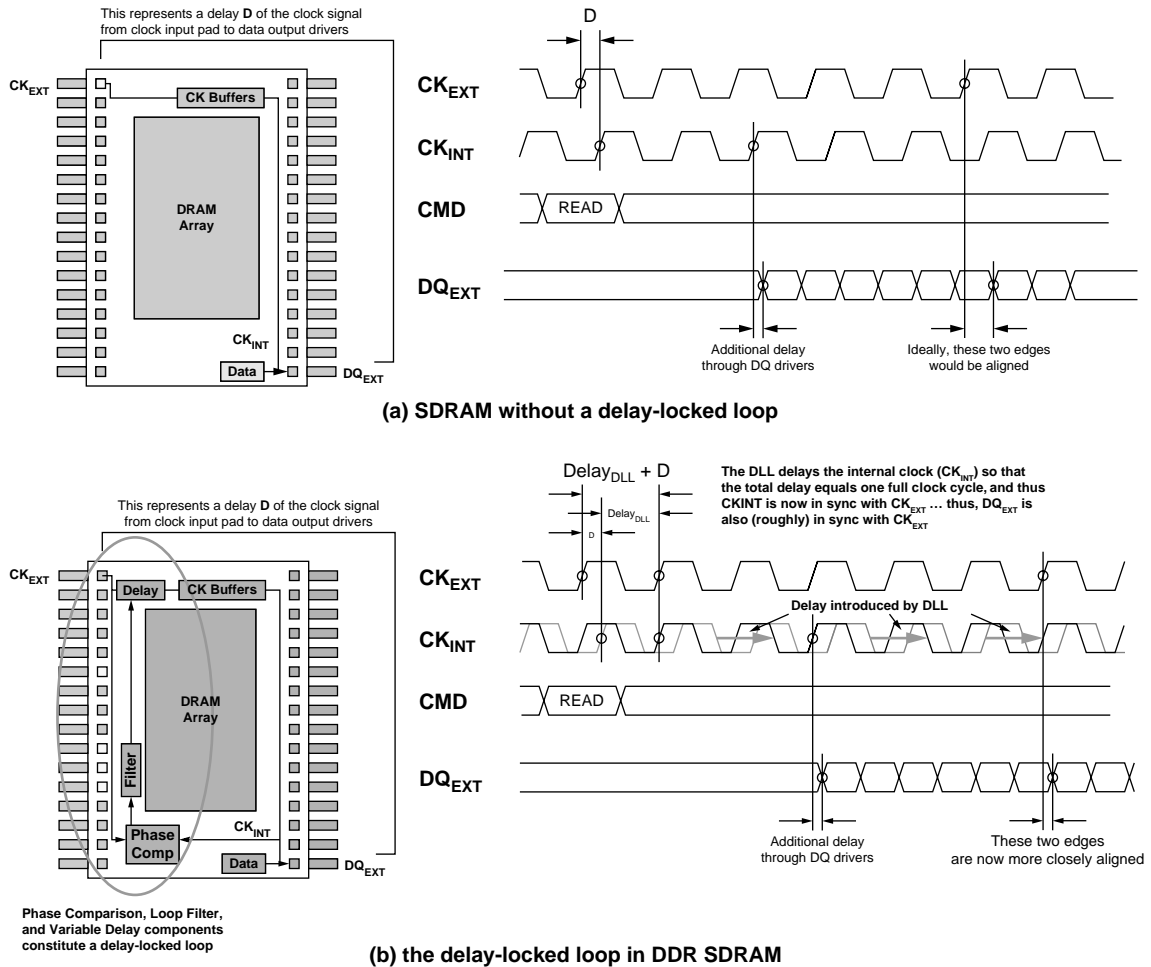 This represents a delay D of the clock signal
from clock input pad to data output drivers
CKEXT
CK Buffers
DRAM
Array
CKINT
Data
DQEXT
D
CKEXT
CKINT
CMD
READ
DQEXT
Additional delay
through DQ drivers
Ideally, these two edges
would be aligned
(a) SDRAM without a delay-locked loop
This represents a delay D of the clock signal
from clock input pad to data output drivers
CKEXT
Delay
CK Buffers
DRAM
Array
Filter
Phase
Comp
CKINT
Data
DQEXT
Phase Comparison, Loop Filter,
and Variable Delay components
constitute a delay-locked loop
DelayDLL + D
DelayDLL
D
The DLL delays the internal clock (CKINT) so that
the total delay equals one full clock cycle, and thus
CKINT is now in sync with CKEXT … thus, DQEXT is
also (roughly) in sync with CKEXT
CKEXT
Delay introduced by DLL
CKINT
CMD
READ
DQEXT
Additional delay
through DQ drivers
These two edges
are now more closely aligned
(b) the delay-locked loop in DDR SDRAM